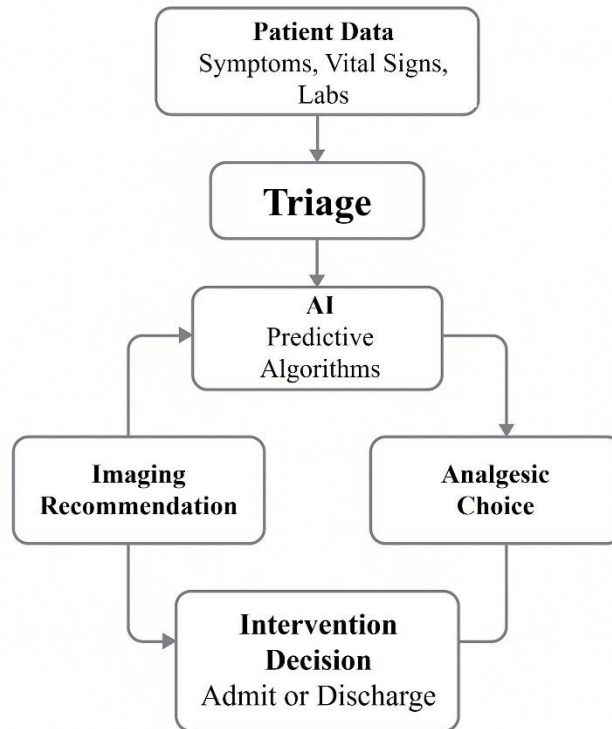 Patient Data
Symptoms, Vital Signs,
Labs
Triage
AI
Predictive
Algorithms
Imaging
Recommendation
Analgesic
Choice
Intervention
Decision
Admit or Discharge